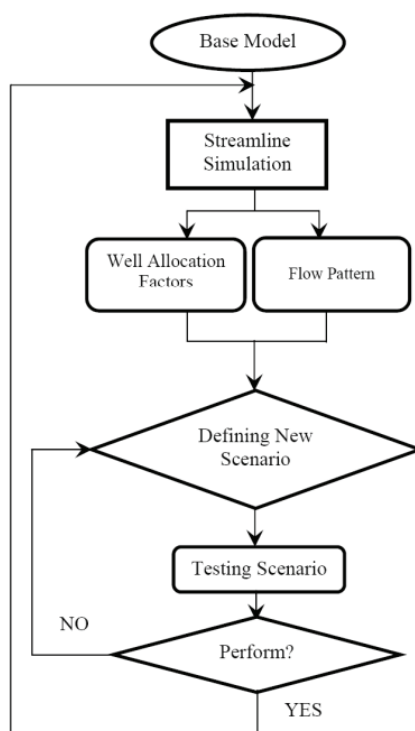 Base Model
Streamline
Simulation
Well Allocation
Factors
Flow Pattern
Defining New
Scenario
Testing Scenario
NO
Perform?
YES